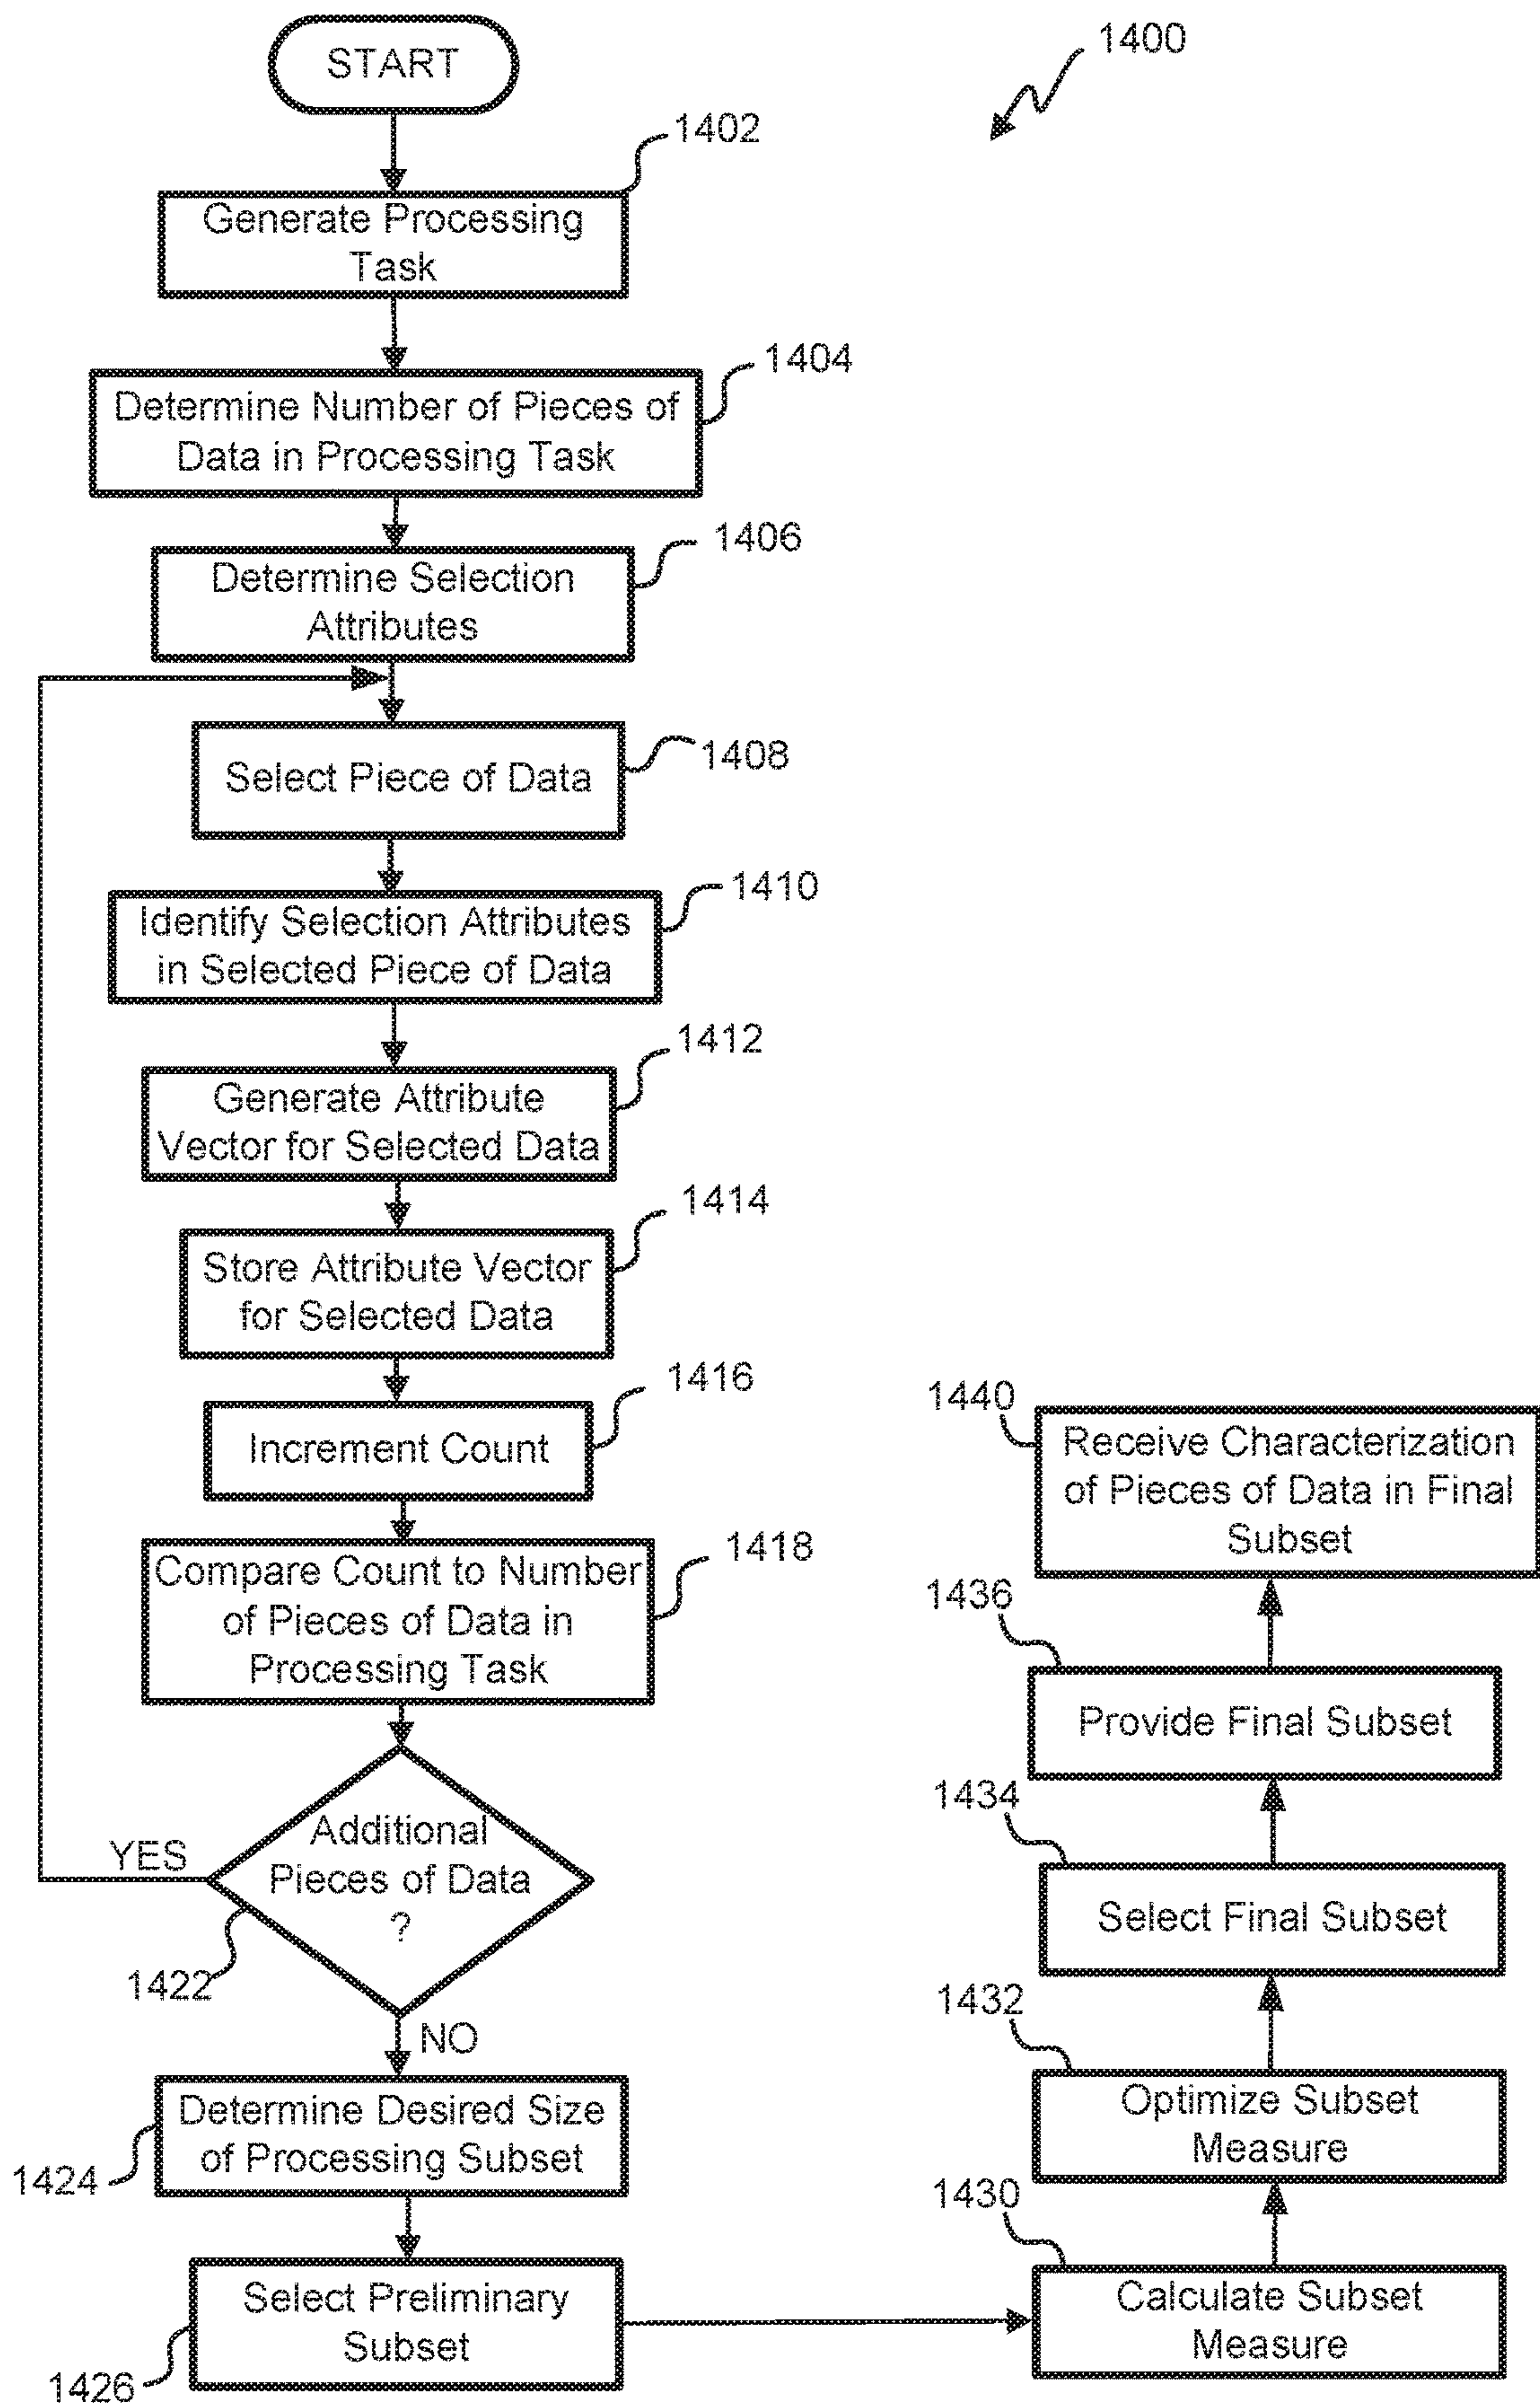 START
1400
1402
Generate Processing
Task
1404
Determine Number of Pieces of
Data in Processing Task
1406
Determine Selection
Attributes
1408
Select Piece of Data
1410
Identify Selection Attributes
in Selected Piece of Data
1412
Generate Attribute
Vector for Selected Data
1414
Store Attribute Vector
for Selected Data
1416
Increment Count
1418
Compare Count to Number
of Pieces of Data in
Processing Task
Additional
Pieces of Data
?
YES
1422
NO
Determine Desired Size
of Processing Subset
1424
Select Preliminary
Subset
1426
1430
Calculate Subset
Measure
1432
Optimize Subset
Measure
1434
Select Final Subset
1436
Provide Final Subset
1440
Receive Characterization
of Pieces of Data in Final
Subset